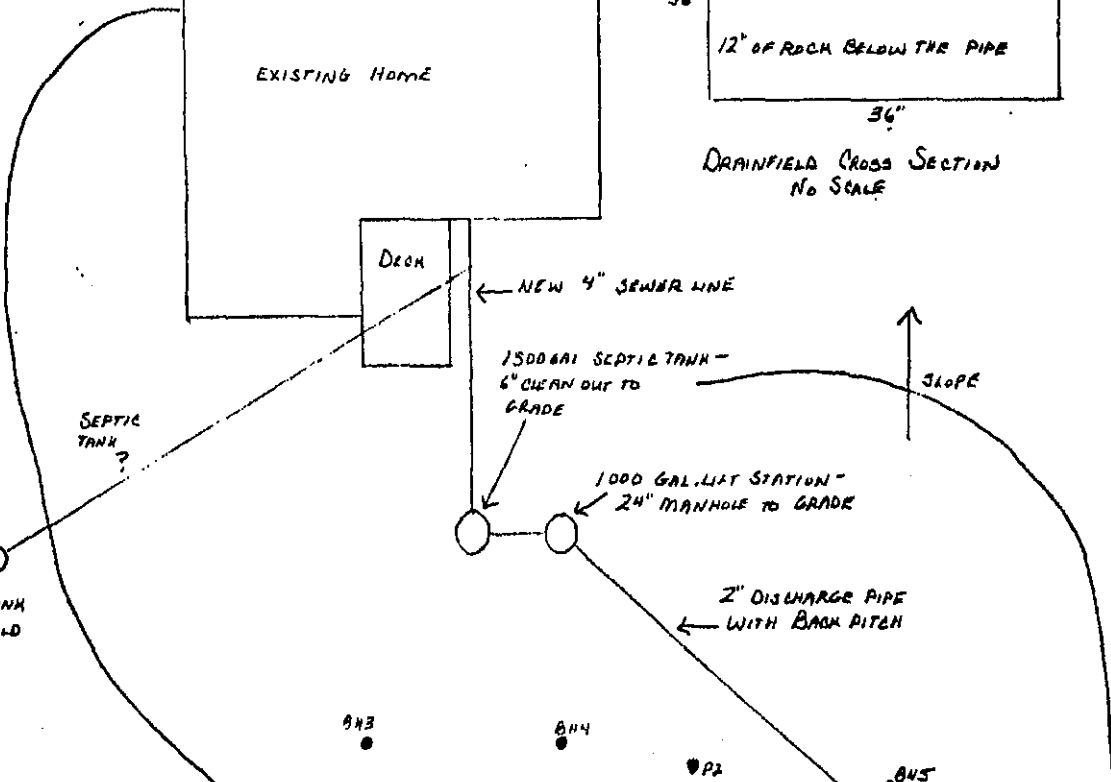 EXISTING HOME
12" OF ROCK BELOW THE PIPE
36"
DRAINFIELD CROSS SECTION
NO SCALE
DECK
NEW 4" SEWER LINE
1500 GAL SEPTIC TANK -
6" CLEAN OUT TO
GRADE
SLOPE
SEPTIC
TANK
?
1000 GAL. LIFT STATION -
24" MANHOLE TO GRADE
2" DISCHARGE PIPE
WITH BACK PITCH
BH3
BH4
P2
BH5